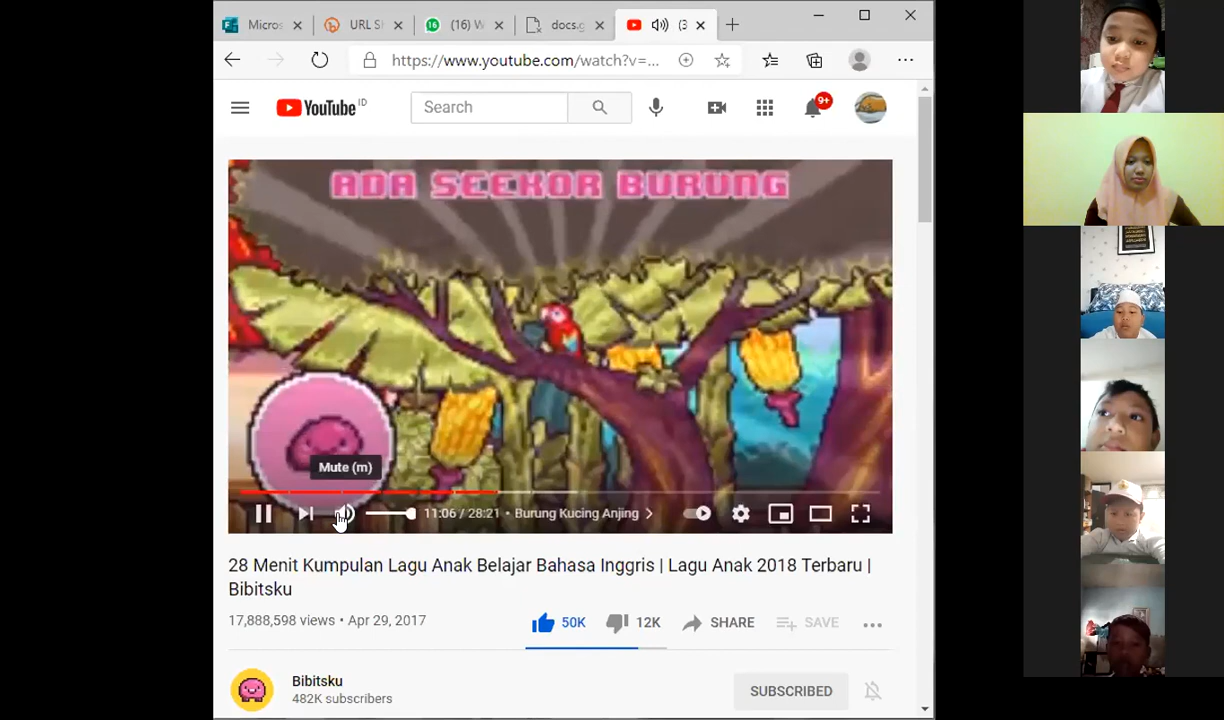 Micros
URL S
16
(16) W
docs.g
(3
https://www.youtube.com/watch?v=...
YouTube ID
Search
9+
ADA SEEKOR BURUNG
Mute (m)
11:06 / 28:21 • Burung Kucing Anjing
28 Menit Kumpulan Lagu Anak Belajar Bahasa Inggris | Lagu Anak 2018 Terbaru |
Bibitsku
17,888,598 views • Apr 29, 2017
50K
12K
SHARE
SAVE
Bibitsku
482K subscribers
SUBSCRIBED